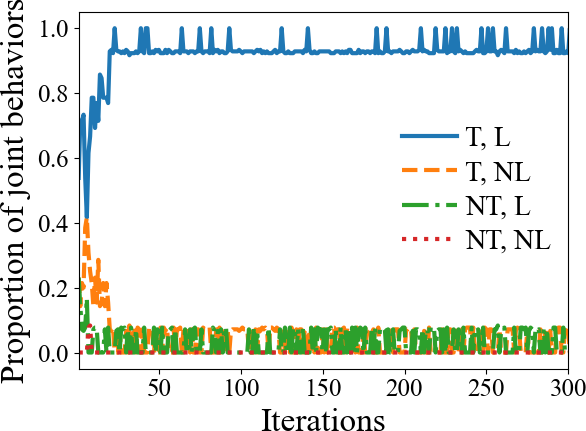 Proportion of joint behaviors
1.0
0.8
0.6
0.4
0.2
0.0
T, L
T, NL
NT, L
NT, NL
50
100
150
200
250
300
Iterations